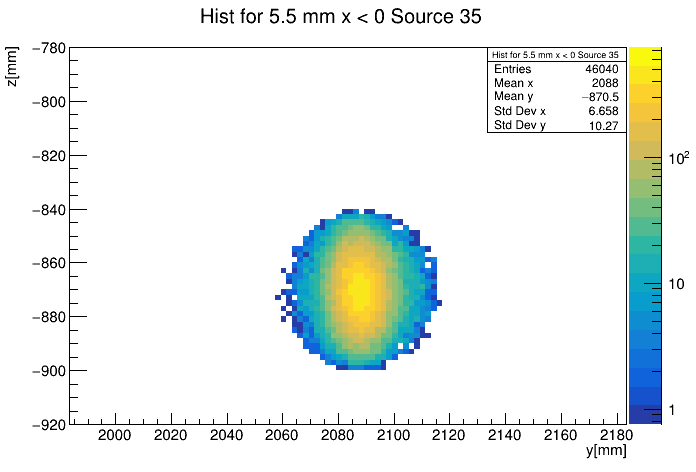 Hist for 5.5 mm x < 0 Source 35
z[mm]
−780
−800
−820
−840
−860
−880
−900
−920
Hist for 5.5 mm x < 0 Source 35
Entries 46040
Mean x 2088
Mean y −870.5
Std Dev x 6.658
Std Dev y 10.27
10²
10
1
2000 2020 2040 2060 2080 2100 2120 2140 2160 2180
y[mm]